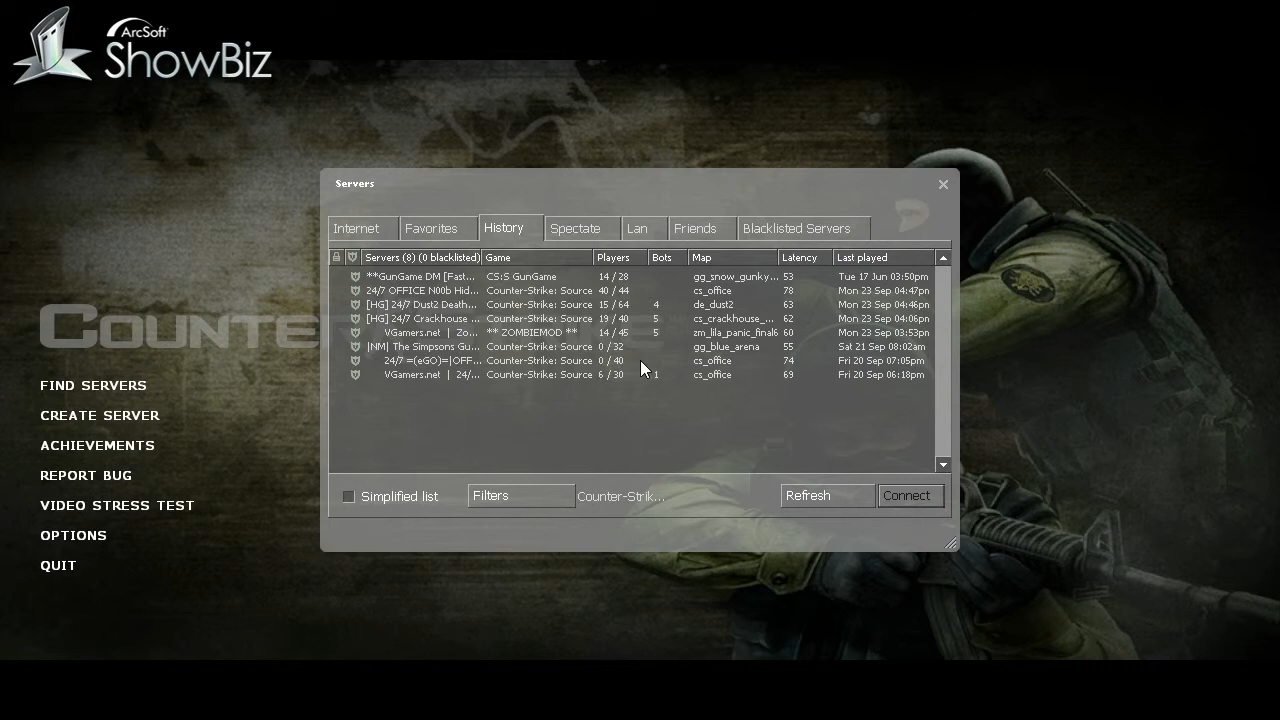 ArcSoft
ShowBiz
Servers
Internet Favorites History Spectate Lan Friends Blacklisted Servers
Servers (8) (0 blacklisted) Game Players Bots Map Latency Last played
**GunGame DM [Fast... CS:S GunGame 14 / 28 gg_snow_gunky... 53 Tue 17 Jun 03:50pm
24/7 OFFICE N00b Hid... Counter-Strike: Source 40 / 44 cs_office 78 Mon 23 Sep 04:47pm
[HG] 24/7 Dust2 Death... Counter-Strike: Source 15 / 64 4 de_dust2 63 Mon 23 Sep 04:46pm
[HG] 24/7 Crackhouse ... Counter-Strike: Source 19 / 40 5 cs_crackhouse_... 62 Mon 23 Sep 04:06pm
VGamers.net | Zo... ** ZOMBIEMOD ** 14 / 45 5 zm_lila_panic_final6 60 Mon 23 Sep 03:53pm
|NM| The Simpsons Gu... Counter-Strike: Source 0 / 32 gg_blue_arena 55 Sat 21 Sep 08:02am
24/7 =(eGO)=|OFF... Counter-Strike: Source 0 / 40 cs_office 74 Fri 20 Sep 07:05pm
VGamers.net | 24/... Counter-Strike: Source 6 / 30 1 cs_office 69 Fri 20 Sep 06:18pm
Simplified list Filters Counter-Strik... Refresh Connect
COUNTER
FIND SERVERS
CREATE SERVER
ACHIEVEMENTS
REPORT BUG
VIDEO STRESS TEST
OPTIONS
QUIT